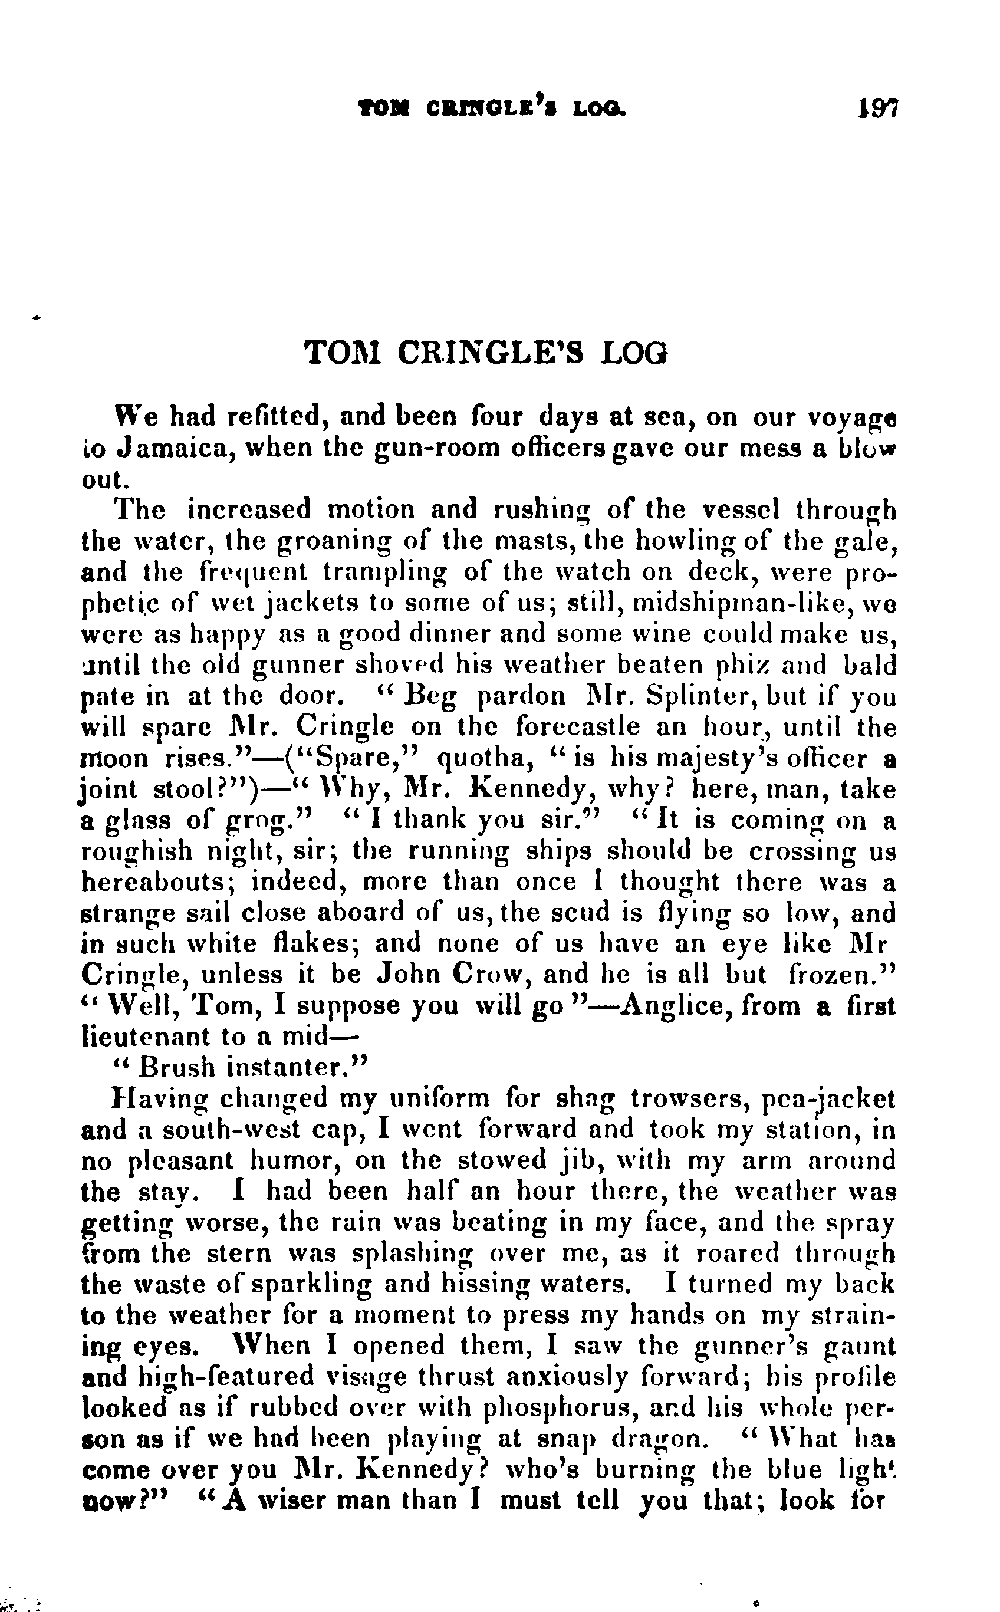 TOM CRINGLE'S LOG. 197
TOM CRINGLE'S LOG
We had refitted, and been four days at sea, on our voyage
to Jamaica, when the gun-room officers gave our mess a blow
out.
The increased motion and rushing of the vessel through
the water, the groaning of the masts, the howling of the gale,
and the frequent trampling of the watch on deck, were pro-
phetic of wet jackets to some of us; still, midshipman-like, we
were as happy as a good dinner and some wine could make us,
until the old gunner shoved his weather beaten phiz and bald
pate in at the door. "Beg pardon Mr. Splinter, but if you
will spare Mr. Cringle on the forecastle an hour, until the
moon rises."—("Spare," quotha, "is his majesty's officer a
joint stool?")—"Why, Mr. Kennedy, why? here, man, take
a glass of grog." "I thank you sir." "It is coming on a
roughish night, sir; the running ships should be crossing us
hereabouts; indeed, more than once I thought there was a
strange sail close aboard of us, the scud is flying so low, and
in such white flakes; and none of us have an eye like Mr
Cringle, unless it be John Crow, and he is all but frozen."
"Well, Tom, I suppose you will go"—Anglice, from a first
lieutenant to a mid—
"Brush instanter."
Having changed my uniform for shag trowsers, pea-jacket
and a south-west cap, I went forward and took my station, in
no pleasant humor, on the stowed jib, with my arm around
the stay. I had been half an hour there, the weather was
getting worse, the rain was beating in my face, and the spray
from the stern was splashing over me, as it roared through
the waste of sparkling and hissing waters. I turned my back
to the weather for a moment to press my hands on my strain-
ing eyes. When I opened them, I saw the gunner's gaunt
and high-featured visage thrust anxiously forward; his profile
looked as if rubbed over with phosphorus, and his whole per-
son as if we had been playing at snap dragon. "What has
come over you Mr. Kennedy? who's burning the blue light
now?" "A wiser man than I must tell you that; look for